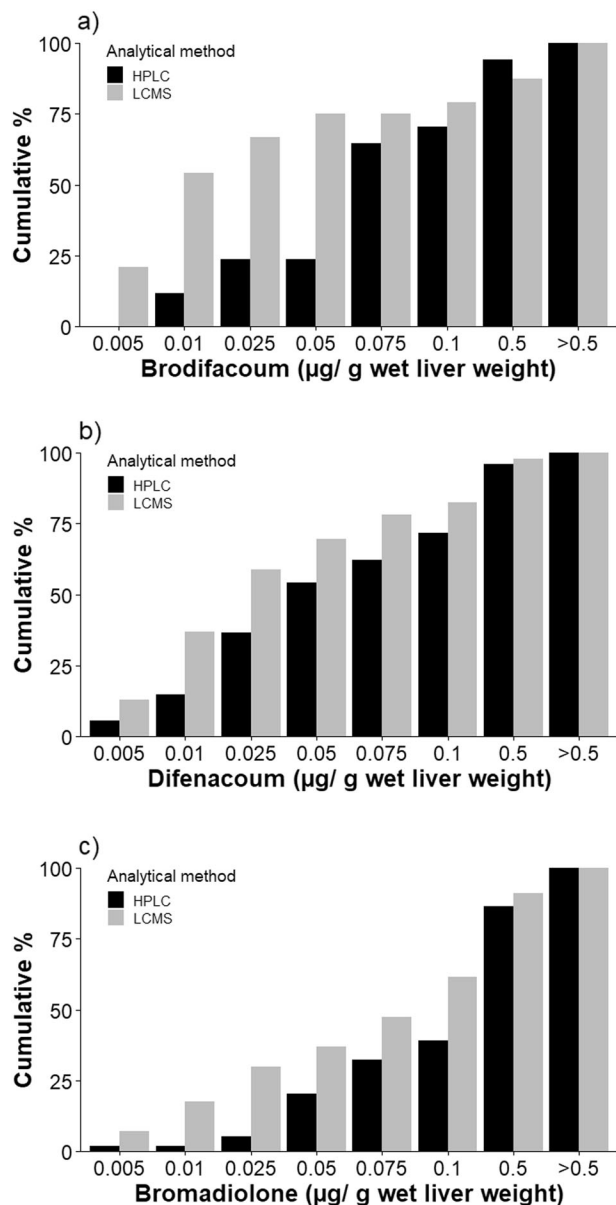 a)
Analytical method
HPLC
LCMS
Cumulative %
100
75
50
25
0
0.005 0.01 0.025 0.05 0.075 0.1 0.5 >0.5
Brodifacoum (µg/ g wet liver weight)
b)
Analytical method
HPLC
LCMS
Cumulative %
100
75
50
25
0
0.005 0.01 0.025 0.05 0.075 0.1 0.5 >0.5
Difenacoum (µg/ g wet liver weight)
c)
Analytical method
HPLC
LCMS
Cumulative %
100
75
50
25
0
0.005 0.01 0.025 0.05 0.075 0.1 0.5 >0.5
Bromadiolone (µg/ g wet liver weight)